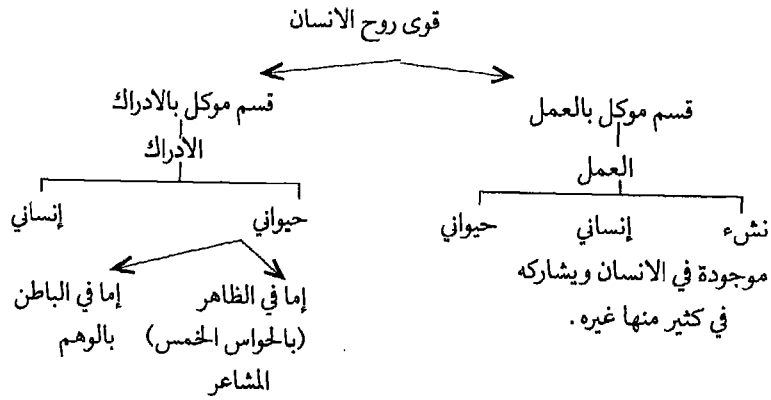 قوى روح الانسان
قسم موكل بالعمل
قسم موكل بالادراك
العمل
الادراك
نشء
إنساني
حيواني
حيواني
إنساني
موجودة في الانسان ويشاركه
في كثير منها غيره.
إما في الظاهر
إما في الباطن
(بالحواس الخمس)
بالوهم
المشاعر